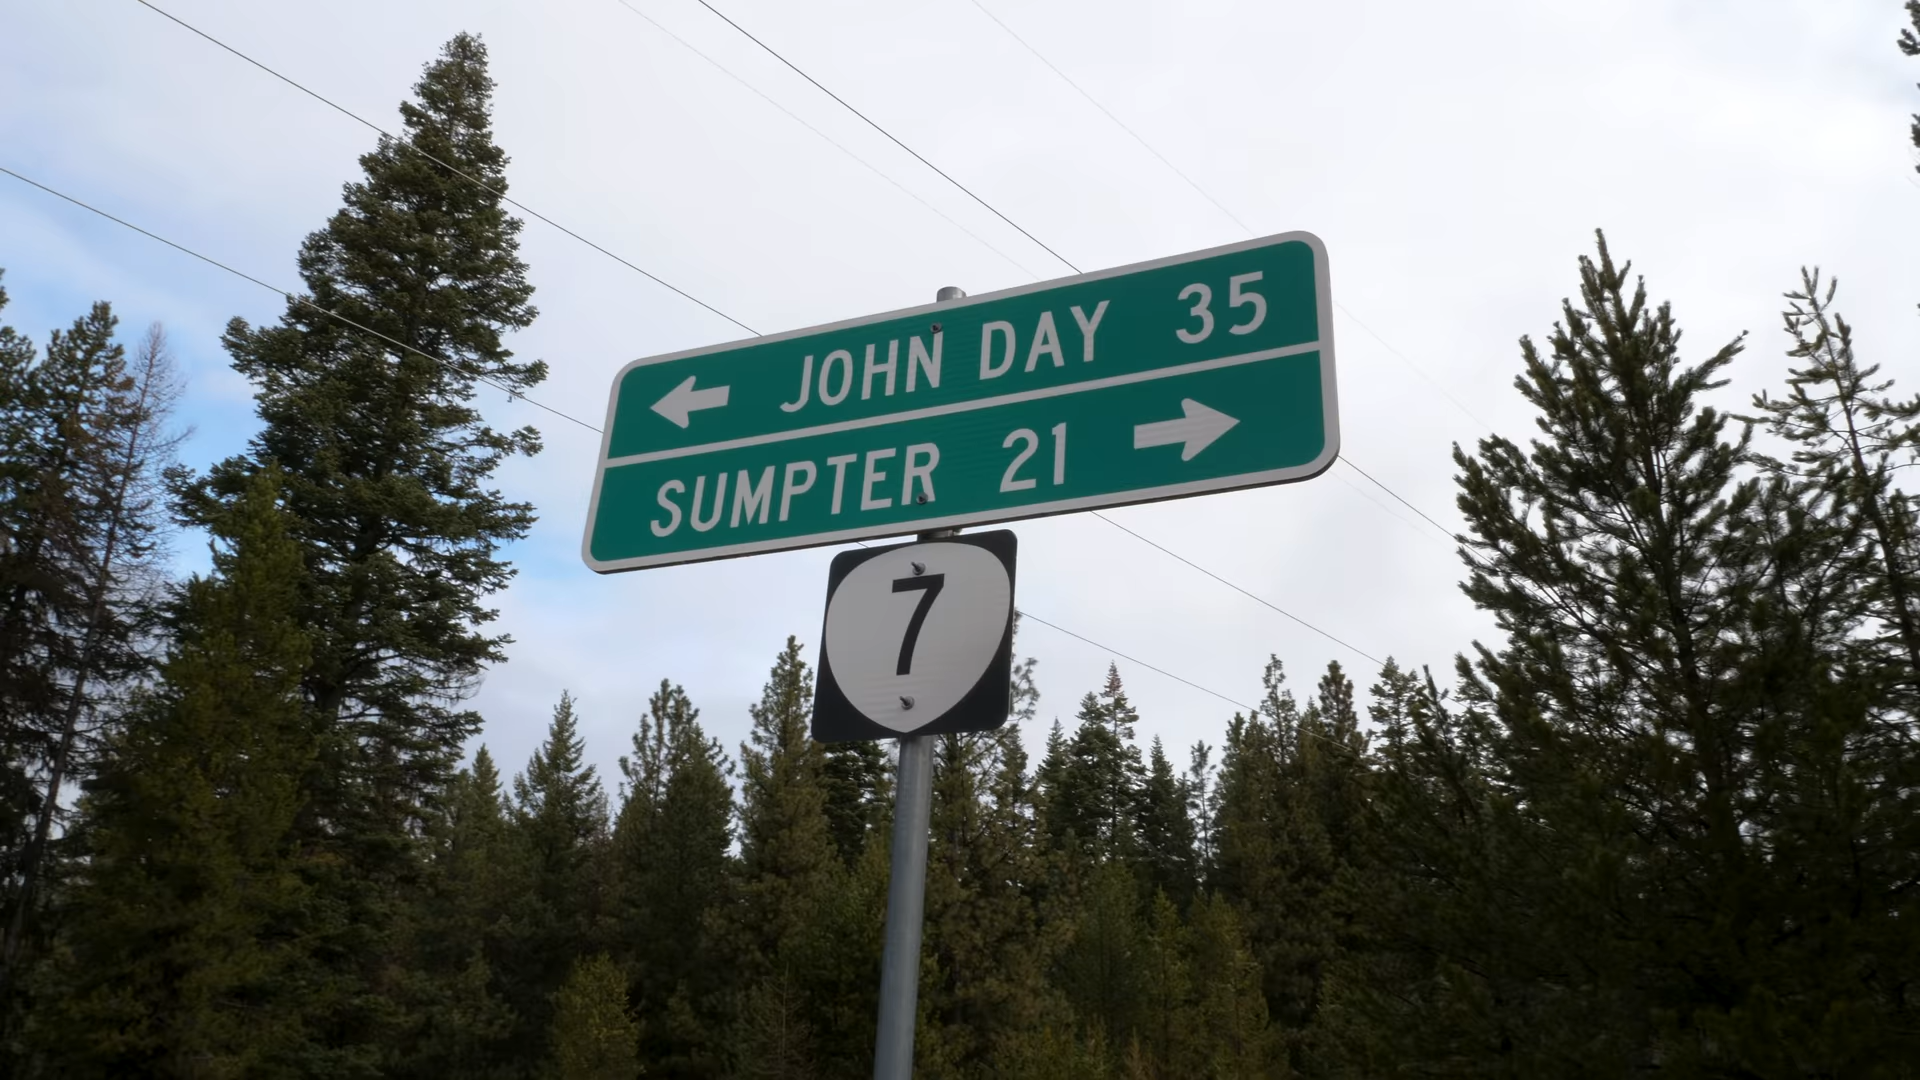 ← JOHN DAY 35
SUMPTER 21 →
7